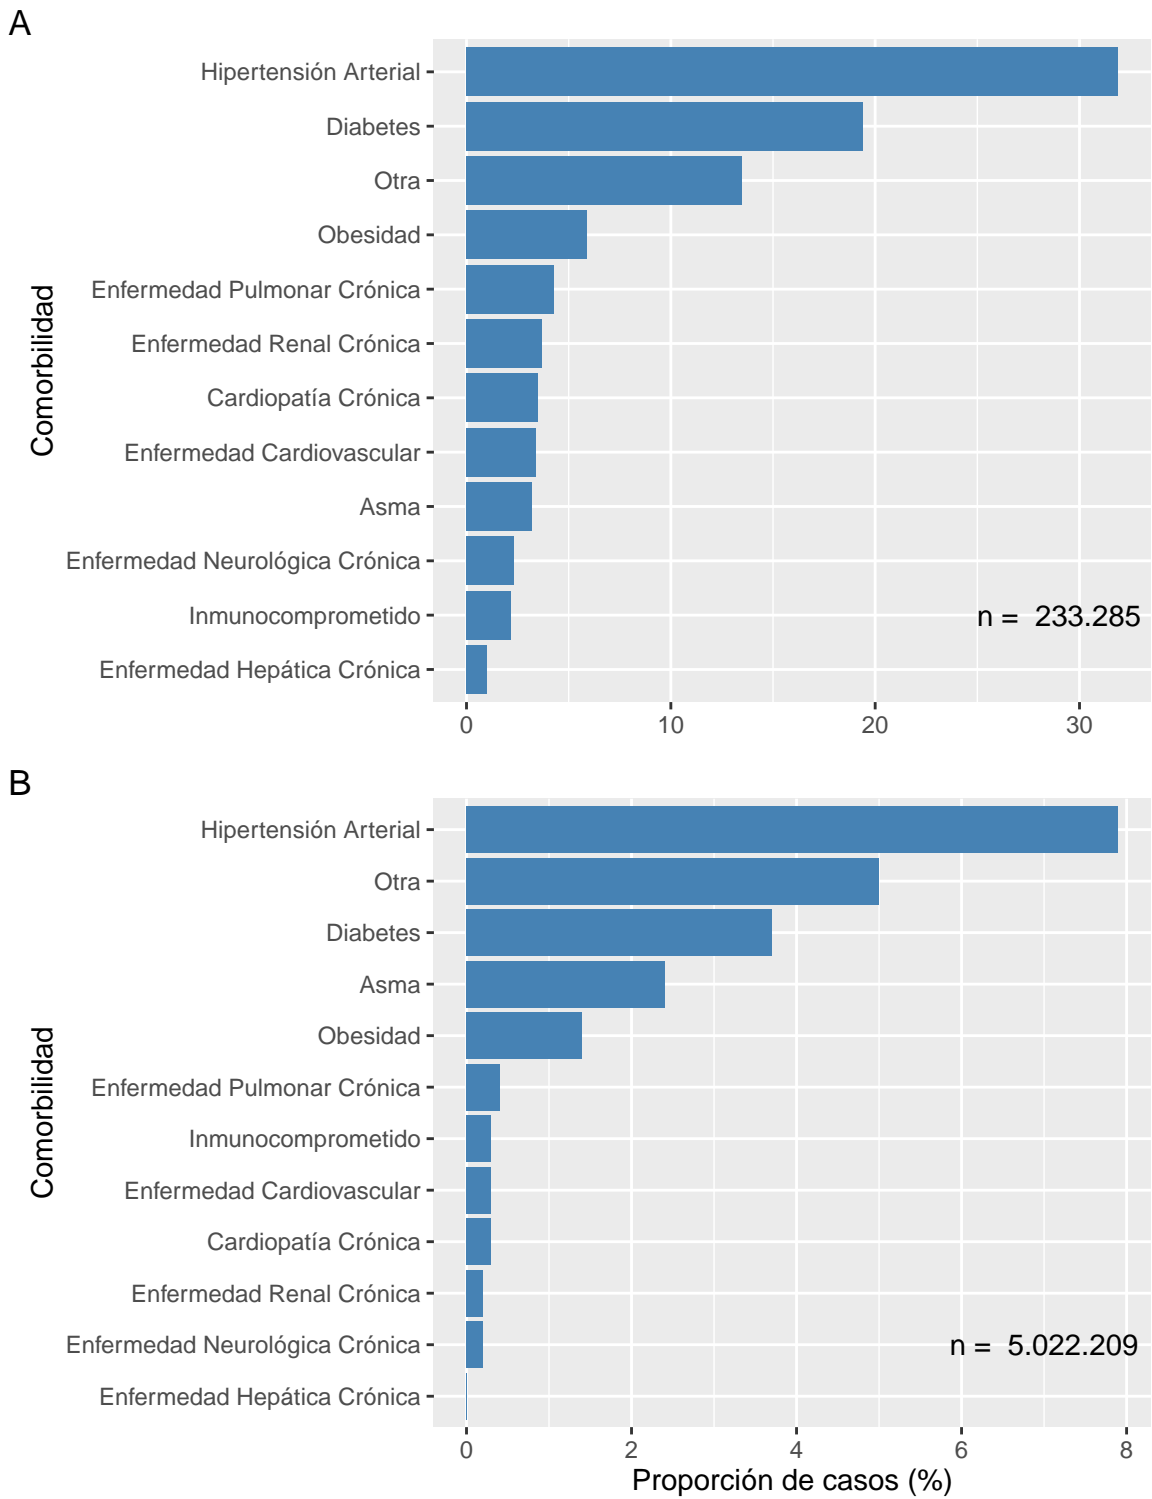 A
Comorbilidad
Hipertensión Arterial
Diabetes
Otra
Obesidad
Enfermedad Pulmonar Crónica
Enfermedad Renal Crónica
Cardiopatía Crónica
Enfermedad Cardiovascular
Asma
Enfermedad Neurológica Crónica
Inmunocomprometido
Enfermedad Hepática Crónica
n = 233.285
0 10 20 30
B
Comorbilidad
Hipertensión Arterial
Otra
Diabetes
Asma
Obesidad
Enfermedad Pulmonar Crónica
Inmunocomprometido
Enfermedad Cardiovascular
Cardiopatía Crónica
Enfermedad Renal Crónica
Enfermedad Neurológica Crónica
Enfermedad Hepática Crónica
n = 5.022.209
0 2 4 6 8
Proporción de casos (%)